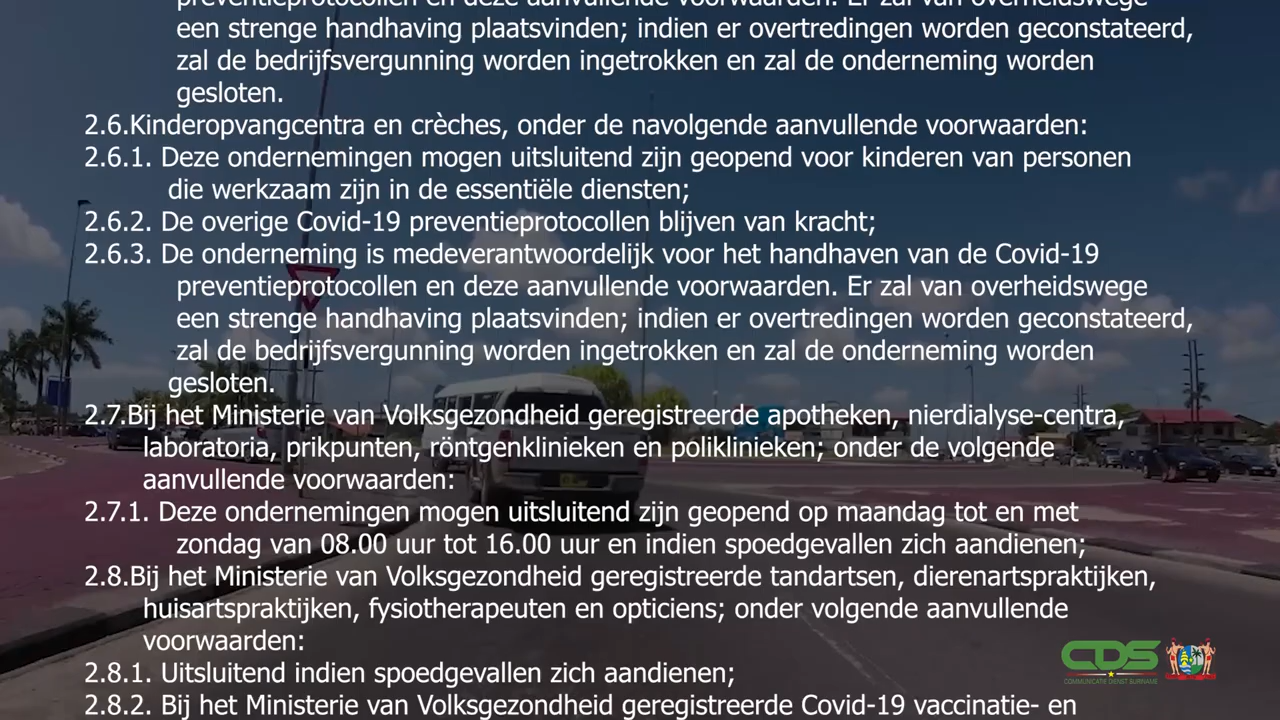 preventieprotocollen en deze aanvullende voorwaarden. Er zal van overheidswege
een strenge handhaving plaatsvinden; indien er overtredingen worden geconstateerd,
zal de bedrijfsvergunning worden ingetrokken en zal de onderneming worden
gesloten.
2.6.Kinderopvangcentra en crèches, onder de navolgende aanvullende voorwaarden:
2.6.1. Deze ondernemingen mogen uitsluitend zijn geopend voor kinderen van personen
die werkzaam zijn in de essentiële diensten;
2.6.2. De overige Covid-19 preventieprotocollen blijven van kracht;
2.6.3. De onderneming is medeverantwoordelijk voor het handhaven van de Covid-19
preventieprotocollen en deze aanvullende voorwaarden. Er zal van overheidswege
een strenge handhaving plaatsvinden; indien er overtredingen worden geconstateerd,
zal de bedrijfsvergunning worden ingetrokken en zal de onderneming worden
gesloten.
2.7.Bij het Ministerie van Volksgezondheid geregistreerde apotheken, nierdialyse-centra,
laboratoria, prikpunten, röntgenklinieken en poliklinieken; onder de volgende
aanvullende voorwaarden:
2.7.1. Deze ondernemingen mogen uitsluitend zijn geopend op maandag tot en met
zondag van 08.00 uur tot 16.00 uur en indien spoedgevallen zich aandienen;
2.8.Bij het Ministerie van Volksgezondheid geregistreerde tandartsen, dierenartspraktijken,
huisartspraktijken, fysiotherapeuten en opticiens; onder volgende aanvullende
voorwaarden:
2.8.1. Uitsluitend indien spoedgevallen zich aandienen;
2.8.2. Bij het Ministerie van Volksgezondheid geregistreerde Covid-19 vaccinatie- en
CDS
COMMUNICATIE DIENST SURINAME